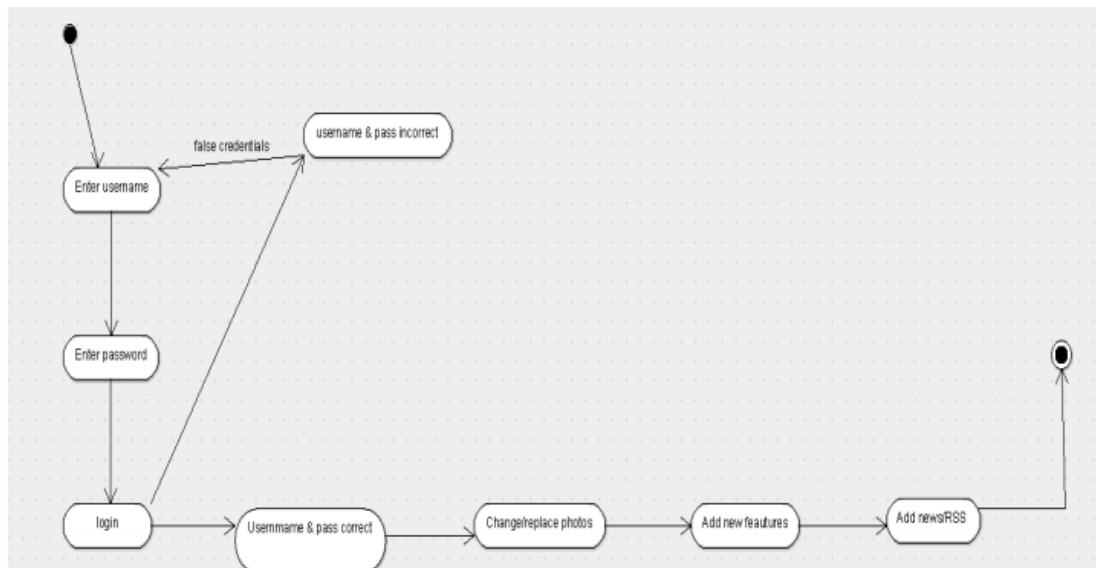 username & pass incorrect
false credentials
Enter username
Enter password
login
Usernmame & pass correct
Change/replace photos
Add new feautures
Add news/RSS